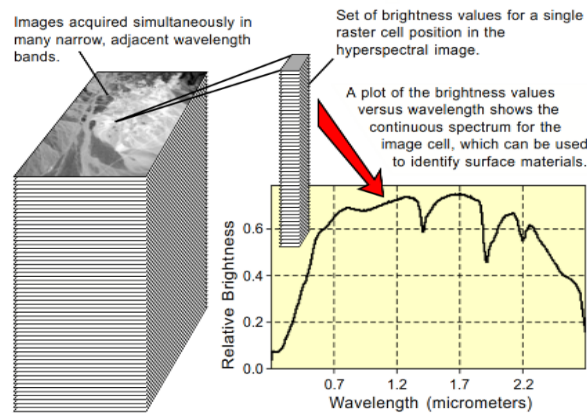 Images acquired simultaneously in
many narrow, adjacent wavelength
bands.
Set of brightness values for a single
raster cell position in the
hyperspectral image.
A plot of the brightness values
versus wavelength shows the
continuous spectrum for the
image cell, which can be used
to identify surface materials.
Relative Brightness
0.6
0.4
0.2
0.0
0.7 1.2 1.7 2.2
Wavelength (micrometers)